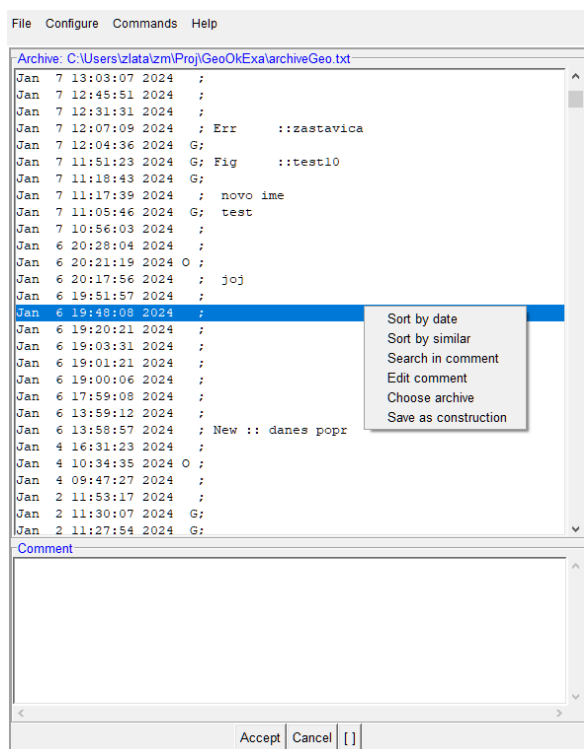 File Configure Commands Help
Archive: C:\Users\zlata\zm\Proj\GeoOkExa\archiveGeo.txt
Jan  7 13:03:07 2024   ;
Jan  7 12:45:51 2024   ;
Jan  7 12:31:31 2024   ;
Jan  7 12:07:09 2024   ; Err     ::zastavica
Jan  7 12:04:36 2024  G;
Jan  7 11:51:23 2024  G; Fig     ::test10
Jan  7 11:18:43 2024  G;
Jan  7 11:17:39 2024   ;  novo ime
Jan  7 11:05:46 2024  G;  test
Jan  7 10:56:03 2024   ;
Jan  6 20:28:04 2024   ;
Jan  6 20:21:19 2024 O ;
Jan  6 20:17:56 2024   ;  joj
Jan  6 19:51:57 2024   ;
Jan  6 19:48:08 2024   ;
Jan  6 19:20:21 2024   ;
Jan  6 19:03:31 2024   ;
Jan  6 19:01:21 2024   ;
Jan  6 19:00:06 2024   ;
Jan  6 17:59:08 2024   ;
Jan  6 13:59:12 2024   ;
Jan  6 13:58:57 2024   ; New :: danes popr
Jan  4 16:31:23 2024   ;
Jan  4 10:34:35 2024 O ;
Jan  4 09:47:27 2024   ;
Jan  2 11:53:17 2024   ;
Jan  2 11:30:07 2024  G;
Jan  2 11:27:54 2024  G;
Sort by date
Sort by similar
Search in comment
Edit comment
Choose archive
Save as construction
Comment
Accept Cancel [ ]